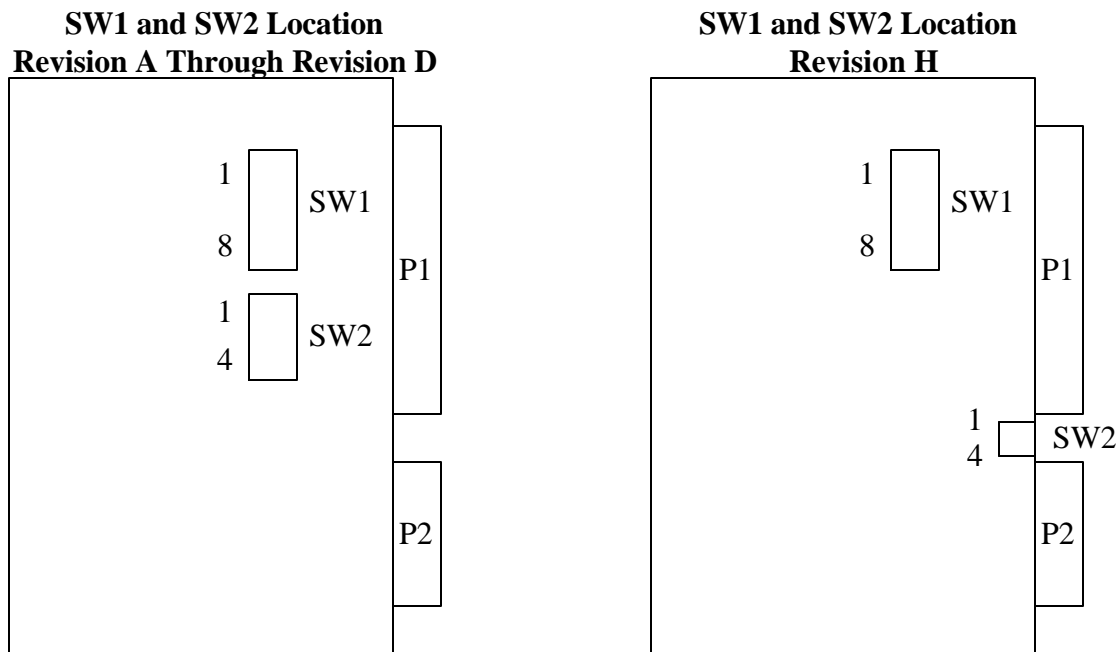 SW1 and SW2 Location
Revision A Through Revision D
1
SW1
8
P1
1
SW2
4
P2
SW1 and SW2 Location
Revision H
1
SW1
8
P1
1
SW2
4
P2